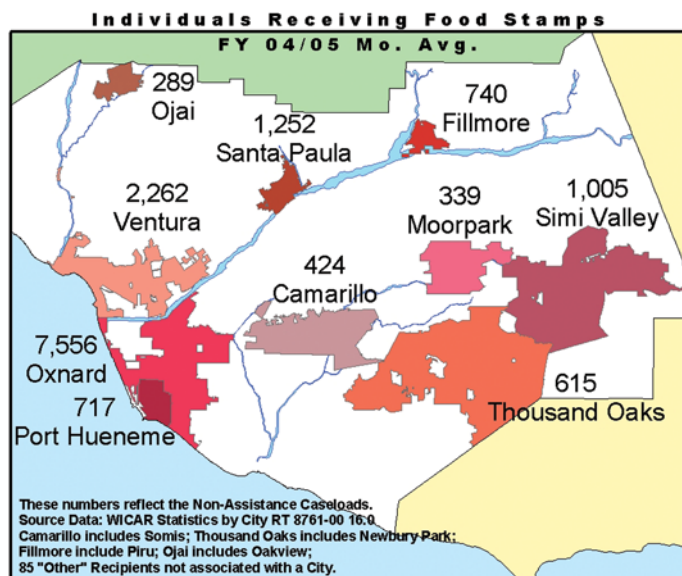 Individuals Receiving Food Stamps
FY 04/05 Mo. Avg.
289
Ojai
740
Fillmore
1,252
Santa Paula
2,262
Ventura
339
Moorpark
1,005
Simi Valley
424
Camarillo
7,556
Oxnard
717
Port Hueneme
615
Thousand Oaks
These numbers reflect the Non-Assistance Caseloads.
Source Data: WICAR Statistics by City RT 8761-00 16.0
Camarillo includes Somis; Thousand Oaks includes Newbury Park;
Fillmore include Piru; Ojai includes Oakview;
85 "Other" Recipients not associated with a City.